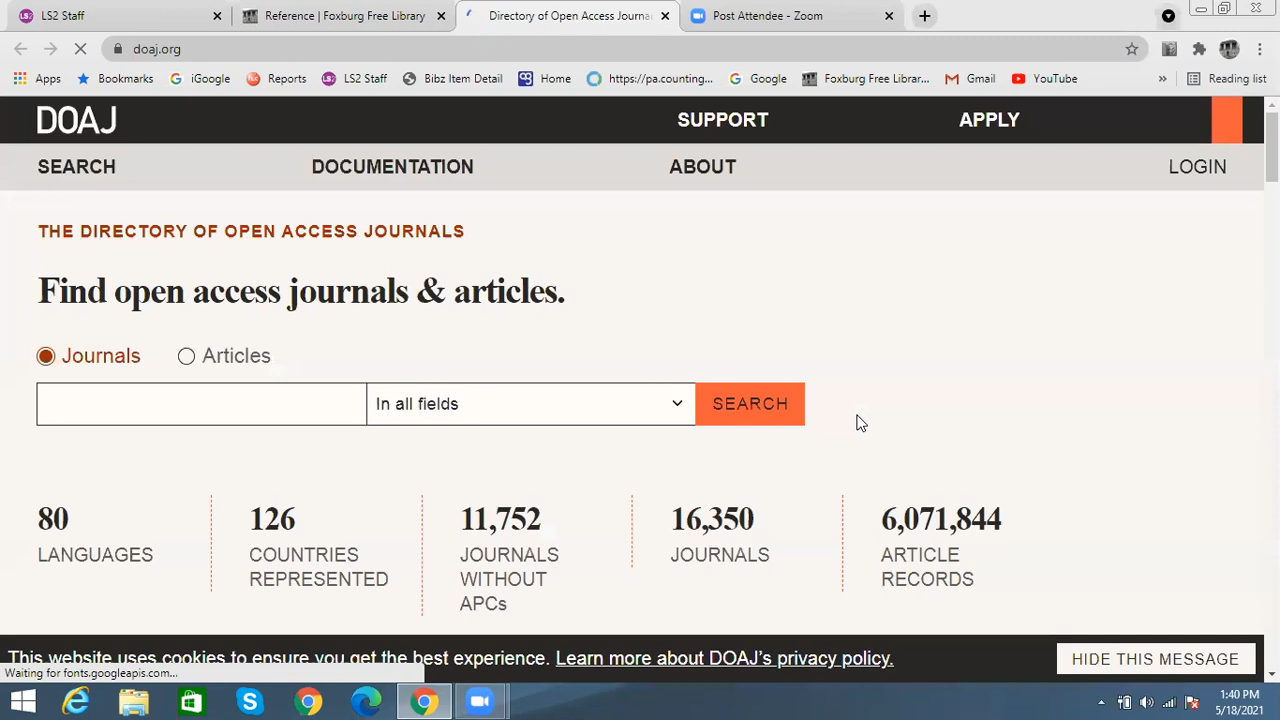 LS2 Staff
Reference | Foxburg Free Library
Directory of Open Access Journa
Post Attendee - Zoom
doaj.org
Apps
Bookmarks
iGoogle
Reports
LS2 Staff
Bibz Item Detail
Home
https://pa.counting...
Google
Foxburg Free Librar...
Gmail
YouTube
»
Reading list
DOAJ
SUPPORT
APPLY
SEARCH
DOCUMENTATION
ABOUT
LOGIN
THE DIRECTORY OF OPEN ACCESS JOURNALS
Find open access journals & articles.
Journals
Articles
In all fields
SEARCH
80
LANGUAGES
126
COUNTRIES
REPRESENTED
11,752
JOURNALS
WITHOUT
APCs
16,350
JOURNALS
6,071,844
ARTICLE
RECORDS
This website uses cookies to ensure you get the best experience. Learn more about DOAJ's privacy policy.
HIDE THIS MESSAGE
Waiting for fonts.googleapis.com...
1:40 PM
5/18/2021